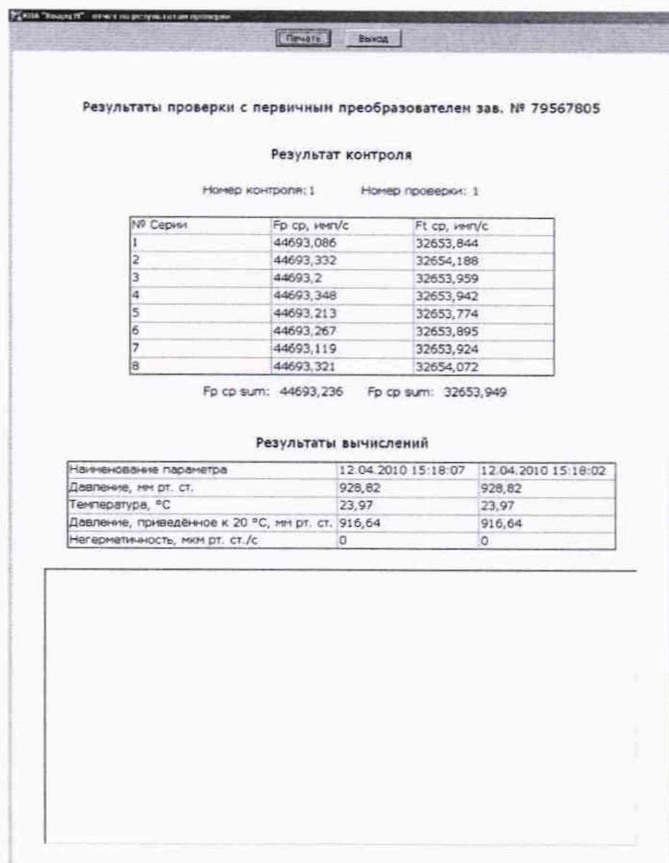 КПА "Кварц П" - отчет по результатам проверки
Печать Выход
Результаты проверки с первичным преобразователем зав. № 79567805
Результат контроля
Номер контроля: 1 Номер проверки: 1
№ Серии Fp ср, имп/с Ft ср, имп/с
1 44693,086 32653,844
2 44693,332 32654,188
3 44693,2 32653,959
4 44693,348 32653,942
5 44693,213 32653,774
6 44693,267 32653,895
7 44693,119 32653,924
8 44693,321 32654,072
Fp ср sum: 44693,236 Fp ср sum: 32653,949
Результаты вычислений
Наименование параметра 12.04.2010 15:18:07 12.04.2010 15:18:02
Давление, мм рт. ст. 928,82 928,82
Температура, °С 23,97 23,97
Давление, приведённое к 20 °С, мм рт. ст. 916,64 916,64
Негерметичность, мкм рт. ст./с 0 0